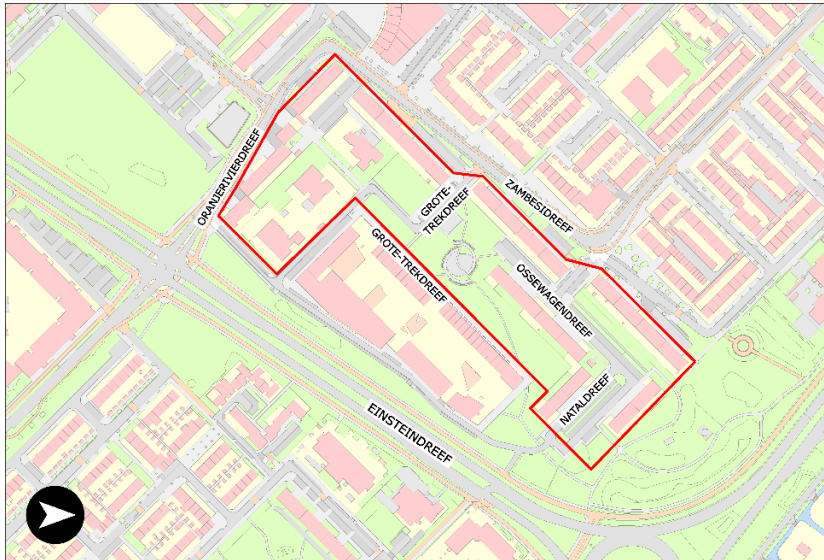 ORANJERIVIERDREEF
ZAMBESIDREEF
GROTE-
TREKDREEF
GROTE-TREKDREEF
OSSEWAGENDREEF
NATALDREEF
EINSTEINDREEF